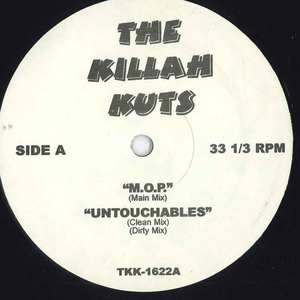 THE
KILLAH
KUTS
SIDE A 33 1/3 RPM
"M.O.P."
(Main Mix)
"UNTOUCHABLES"
(Clean Mix)
(Dirty Mix)
TKK-1622A